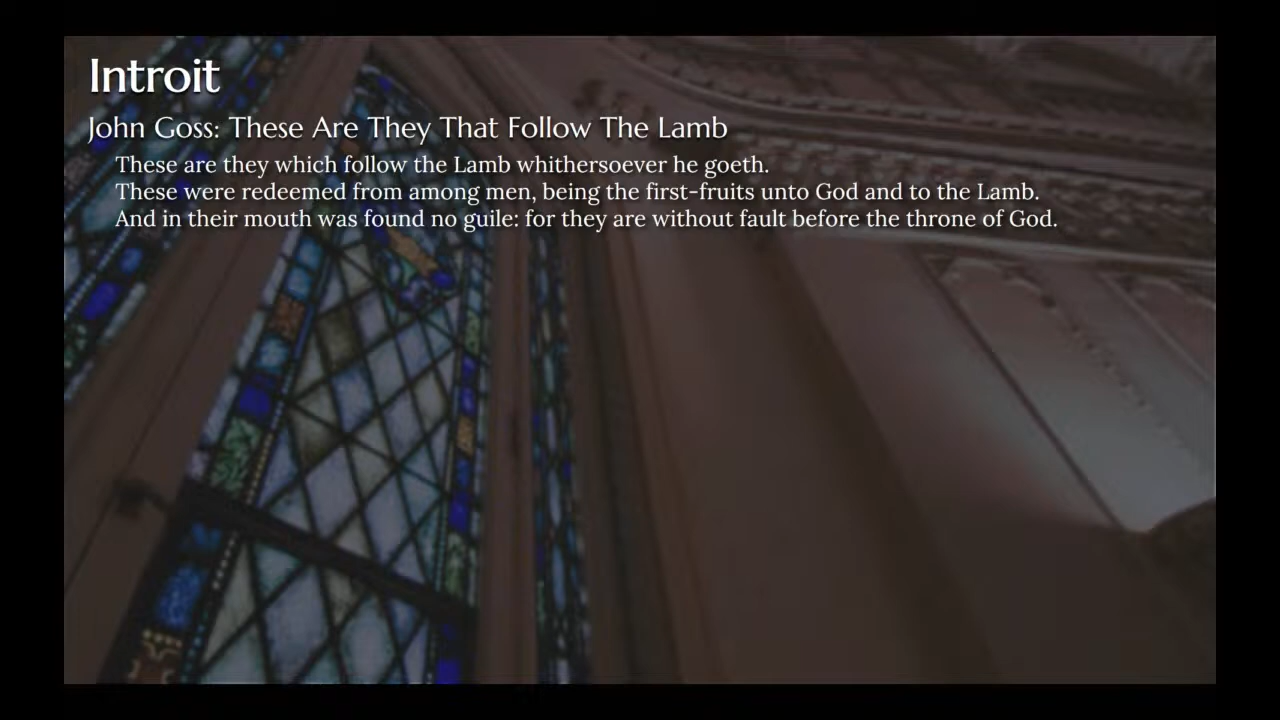 Introit
John Goss: These Are They That Follow The Lamb
These are they which follow the Lamb whithersoever he goeth.
These were redeemed from among men, being the first-fruits unto God and to the Lamb.
And in their mouth was found no guile: for they are without fault before the throne of God.